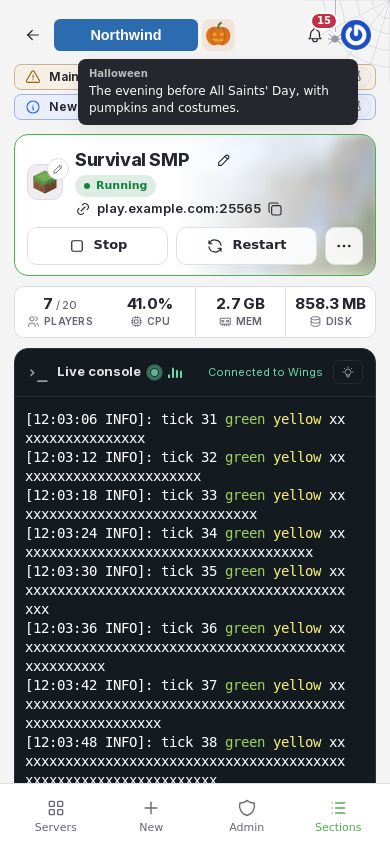 Northwind
15
Main
Halloween
The evening before All Saints' Day, with
pumpkins and costumes.
New
Survival SMP
Running
play.example.com:25565
Stop
Restart
7 / 20
PLAYERS
41.0%
CPU
2.7 GB
MEM
858.3 MB
DISK
Live console
Connected to Wings
[12:03:06 INFO]: tick 31 green yellow xx
xxxxxxxxxxxxxxx
[12:03:12 INFO]: tick 32 green yellow xx
xxxxxxxxxxxxxxxxxxxxxx
[12:03:18 INFO]: tick 33 green yellow xx
xxxxxxxxxxxxxxxxxxxxxxxxxxxxx
[12:03:24 INFO]: tick 34 green yellow xx
xxxxxxxxxxxxxxxxxxxxxxxxxxxxxxxxxxxx
[12:03:30 INFO]: tick 35 green yellow xx
xxxxxxxxxxxxxxxxxxxxxxxxxxxxxxxxxxxxxxxx
xxx
[12:03:36 INFO]: tick 36 green yellow xx
xxxxxxxxxxxxxxxxxxxxxxxxxxxxxxxxxxxxxxxx
xxxxxxxxxx
[12:03:42 INFO]: tick 37 green yellow xx
xxxxxxxxxxxxxxxxxxxxxxxxxxxxxxxxxxxxxxxx
xxxxxxxxxxxxxxxxx
[12:03:48 INFO]: tick 38 green yellow xx
xxxxxxxxxxxxxxxxxxxxxxxxxxxxxxxxxxxxxxxx
xxxxxxxxxxxxxxxxxxxxxxxx
Servers
New
Admin
Sections